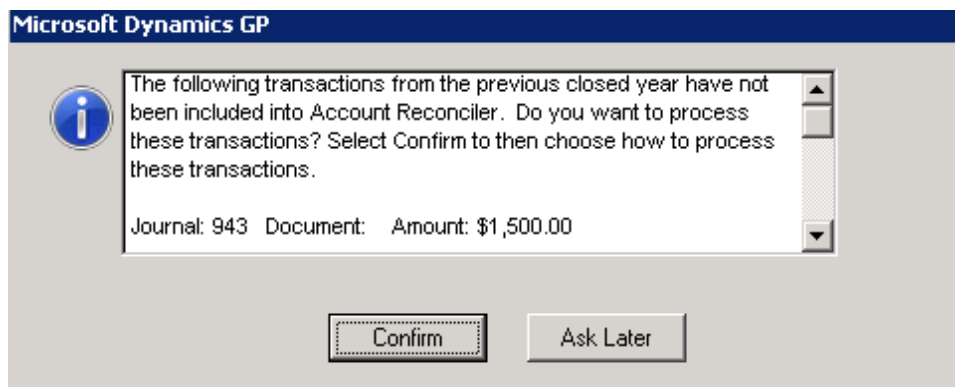 Microsoft Dynamics GP
The following transactions from the previous closed year have not
been included into Account Reconciler.  Do you want to process
these transactions? Select Confirm to then choose how to process
these transactions.
Journal: 943   Document:    Amount: $1,500.00
Confirm
Ask Later